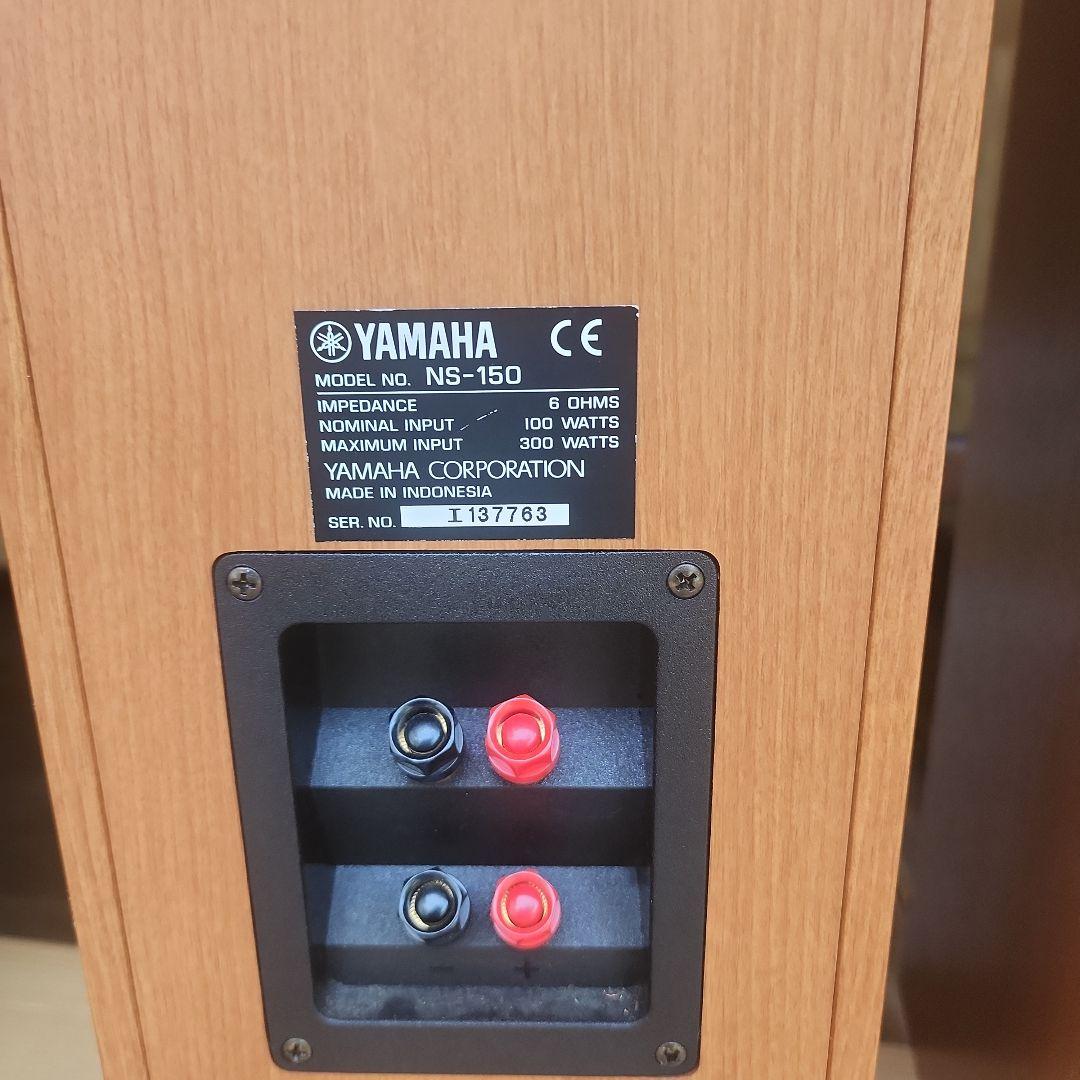 YAMAHA CE
MODEL NO. NS-150
IMPEDANCE 6 OHMS
NOMINAL INPUT 100 WATTS
MAXIMUM INPUT 300 WATTS
YAMAHA CORPORATION
MADE IN INDONESIA
SER. NO. I 137763
− +